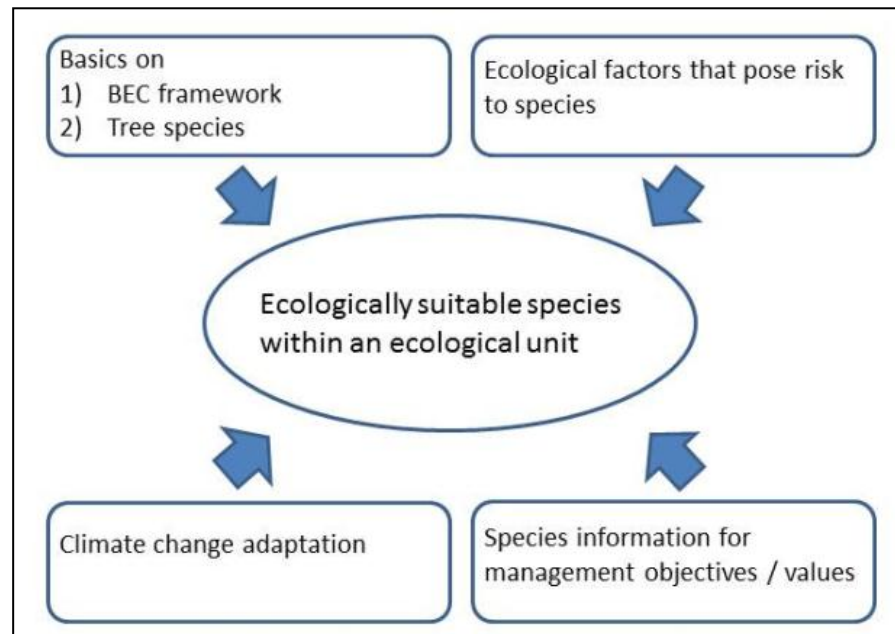 Basics on
1) BEC framework
2) Tree species
Ecological factors that pose risk
to species
Ecologically suitable species
within an ecological unit
Climate change adaptation
Species information for
management objectives / values